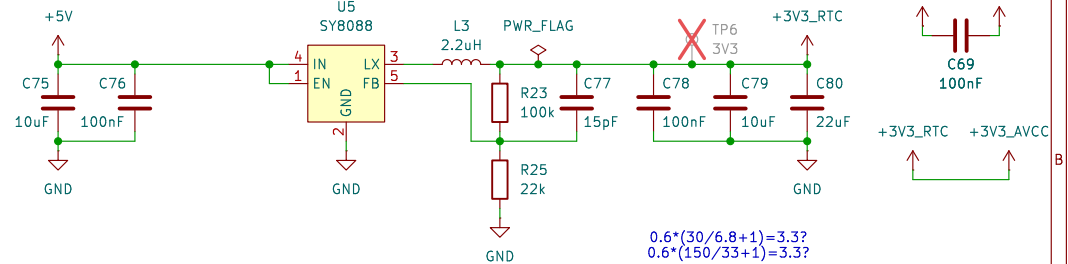 +5V
U5
SY8088
L3
2.2uH
PWR_FLAG
TP6
3V3
+3V3_RTC
C69
100nF
4
IN
LX
3
1
EN
FB
5
GND
2
C75
10uF
C76
100nF
R23
100k
C77
15pF
C78
100nF
C79
10uF
C80
22uF
+3V3_RTC
+3V3_AVCC
B
R25
22k
GND
GND
GND
GND
0.6*(30/6.8+1)=3.3?
0.6*(150/33+1)=3.3?